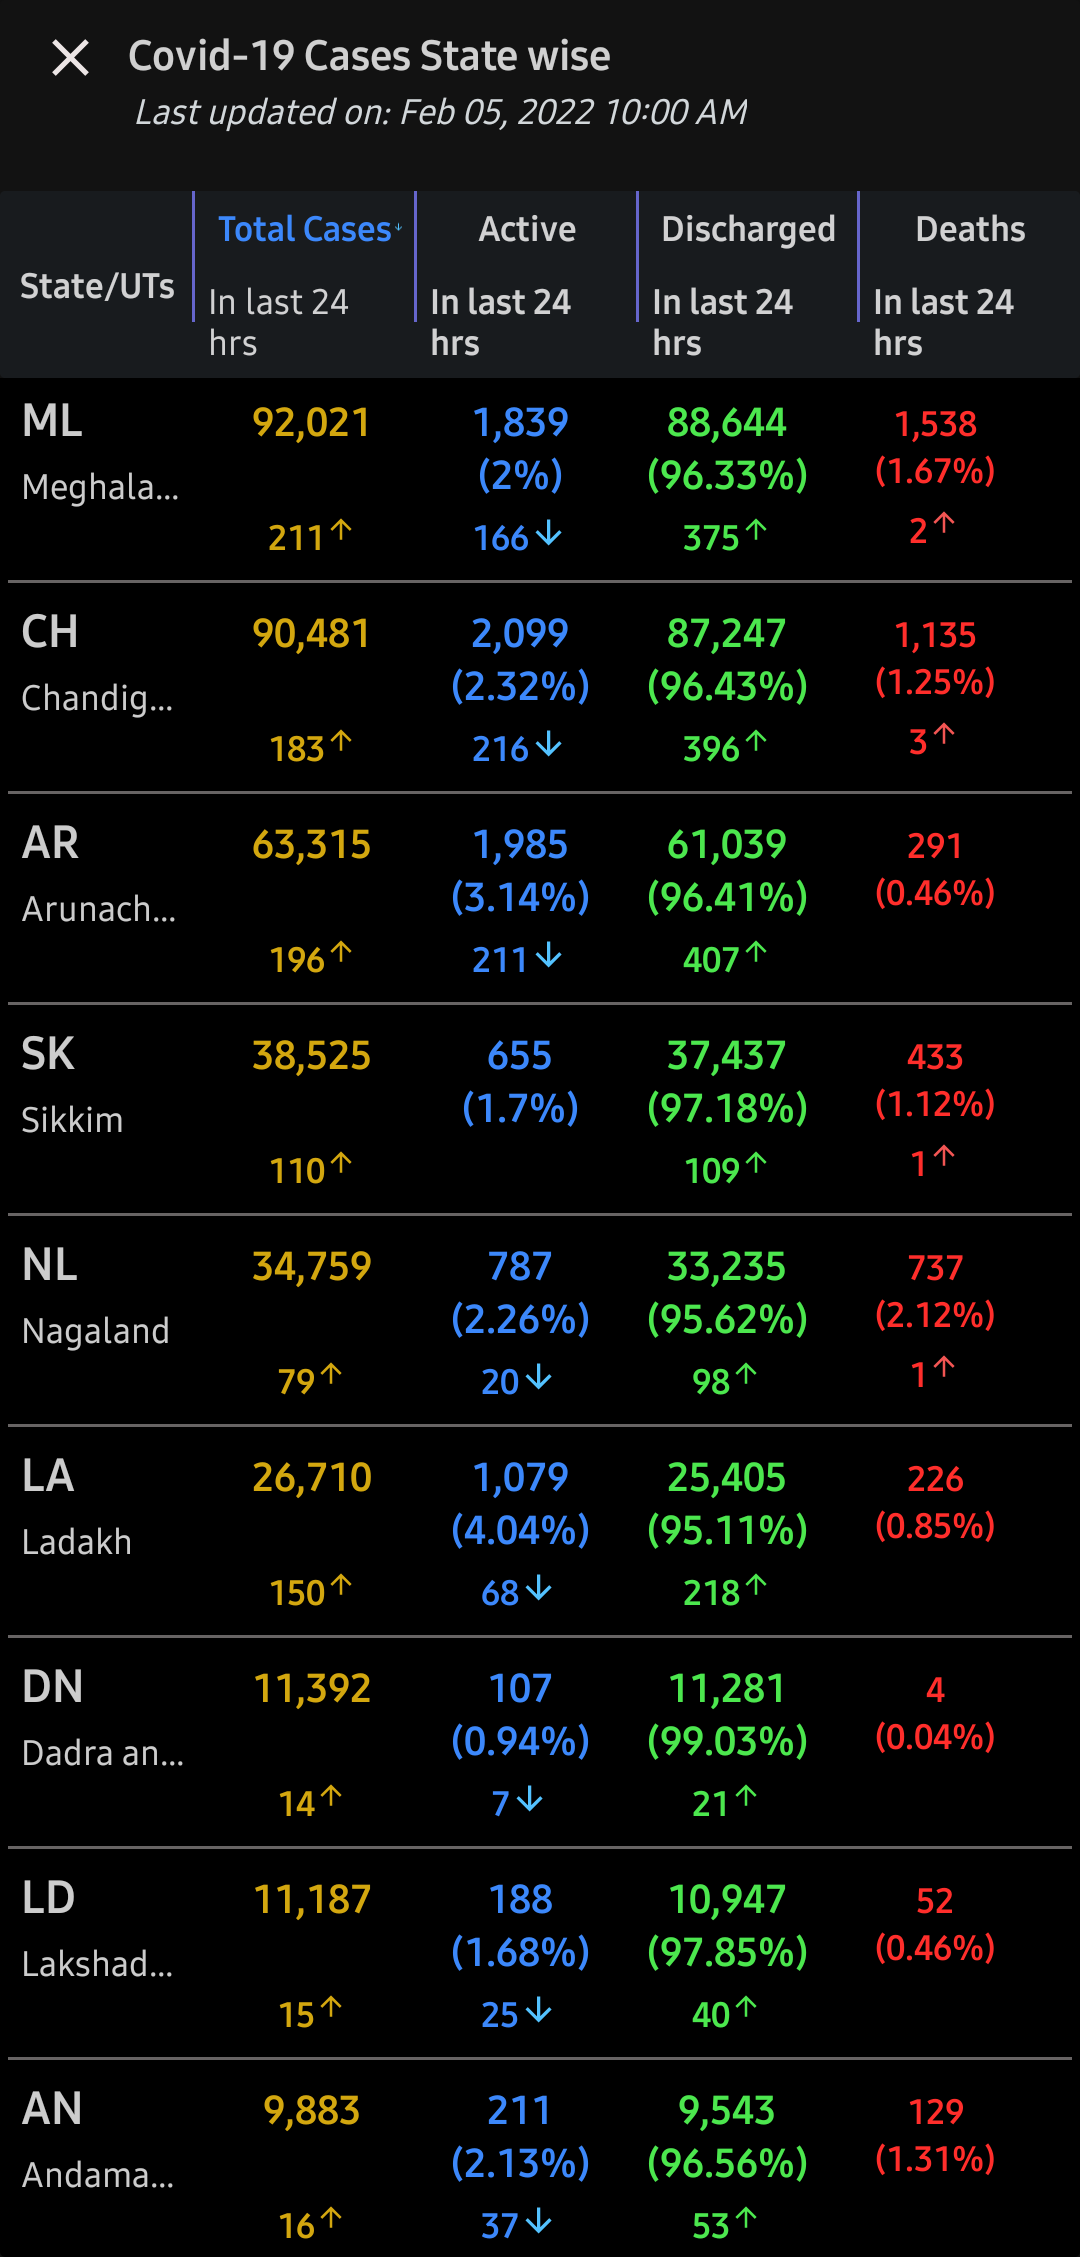 Covid-19 Cases State wise
Last updated on: Feb 05, 2022 10:00 AM
State/UTs
Total Cases↓ Active Discharged Deaths
In last 24 hrs In last 24 hrs In last 24 hrs In last 24 hrs
ML 92,021 1,839 88,644 1,538
Meghala... (2%) (96.33%) (1.67%)
211↑ 166↓ 375↑ 2↑
CH 90,481 2,099 87,247 1,135
Chandig... (2.32%) (96.43%) (1.25%)
183↑ 216↓ 396↑ 3↑
AR 63,315 1,985 61,039 291
Arunach... (3.14%) (96.41%) (0.46%)
196↑ 211↓ 407↑
SK 38,525 655 37,437 433
Sikkim (1.7%) (97.18%) (1.12%)
110↑ 109↑ 1↑
NL 34,759 787 33,235 737
Nagaland (2.26%) (95.62%) (2.12%)
79↑ 20↓ 98↑ 1↑
LA 26,710 1,079 25,405 226
Ladakh (4.04%) (95.11%) (0.85%)
150↑ 68↓ 218↑
DN 11,392 107 11,281 4
Dadra an... (0.94%) (99.03%) (0.04%)
14↑ 7↓ 21↑
LD 11,187 188 10,947 52
Lakshad... (1.68%) (97.85%) (0.46%)
15↑ 25↓ 40↑
AN 9,883 211 9,543 129
Andama... (2.13%) (96.56%) (1.31%)
16↑ 37↓ 53↑